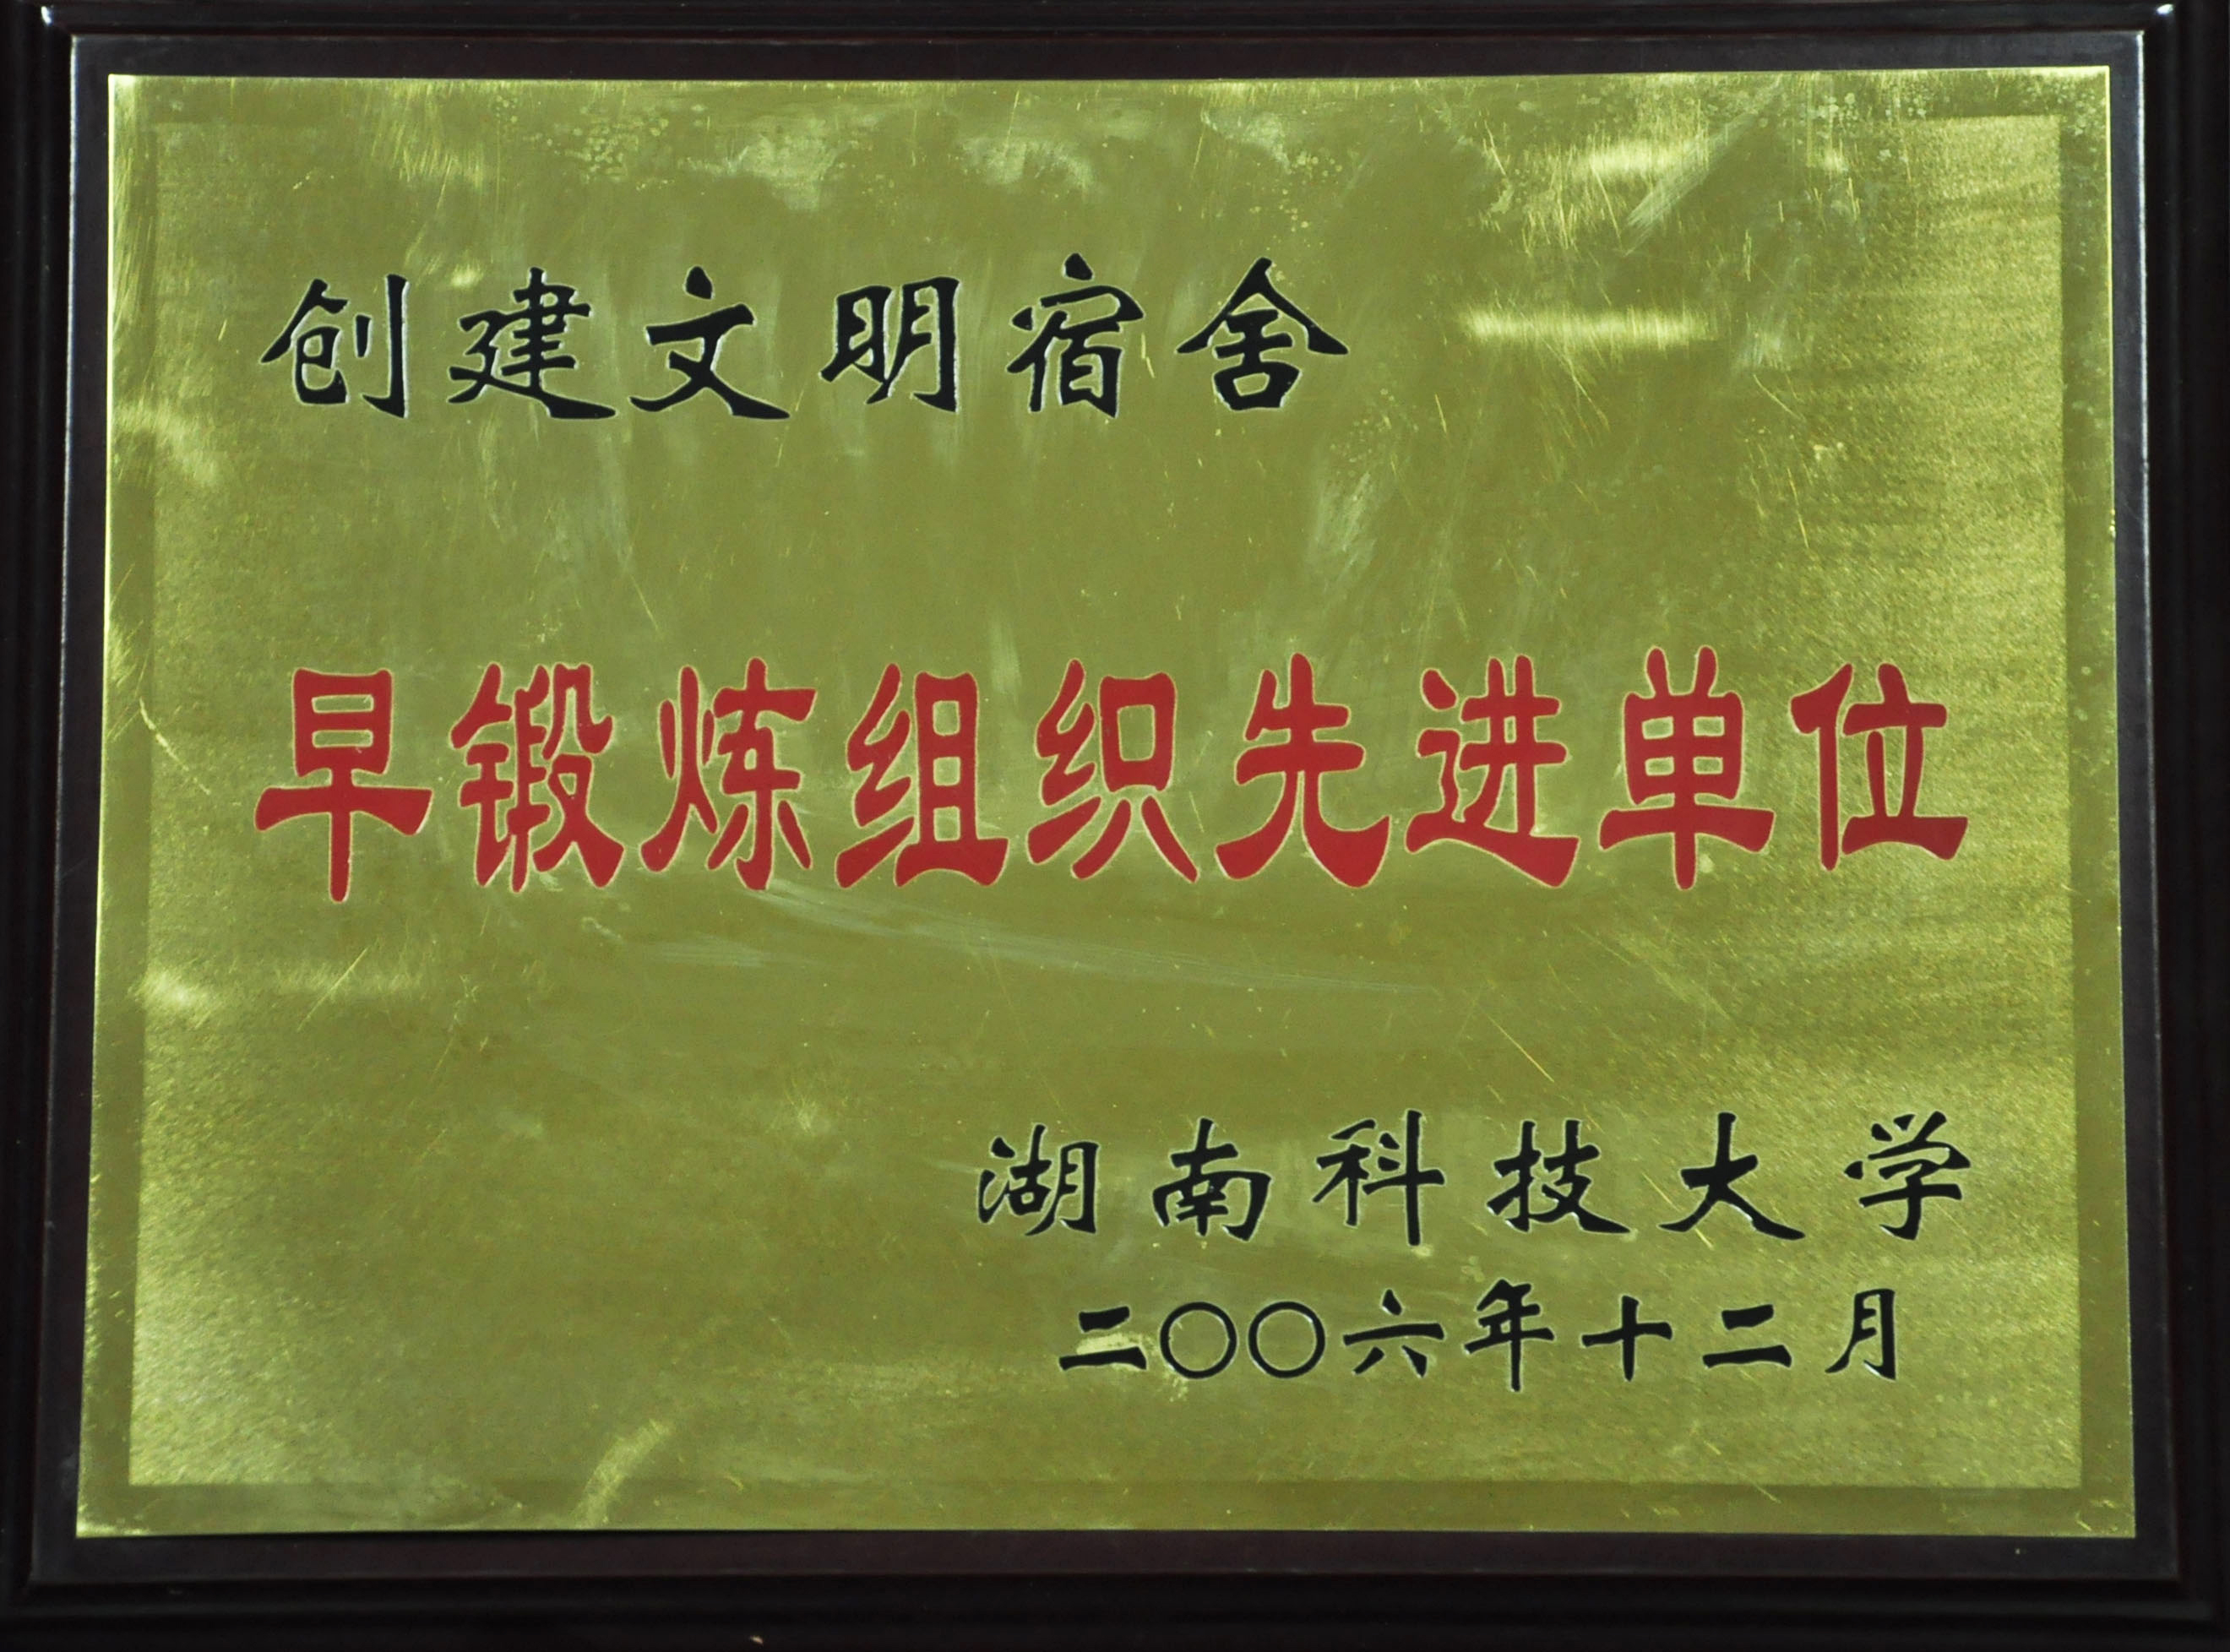 创建文明宿舍
早锻炼组织先进单位
湖南科技大学
二〇〇六年十二月